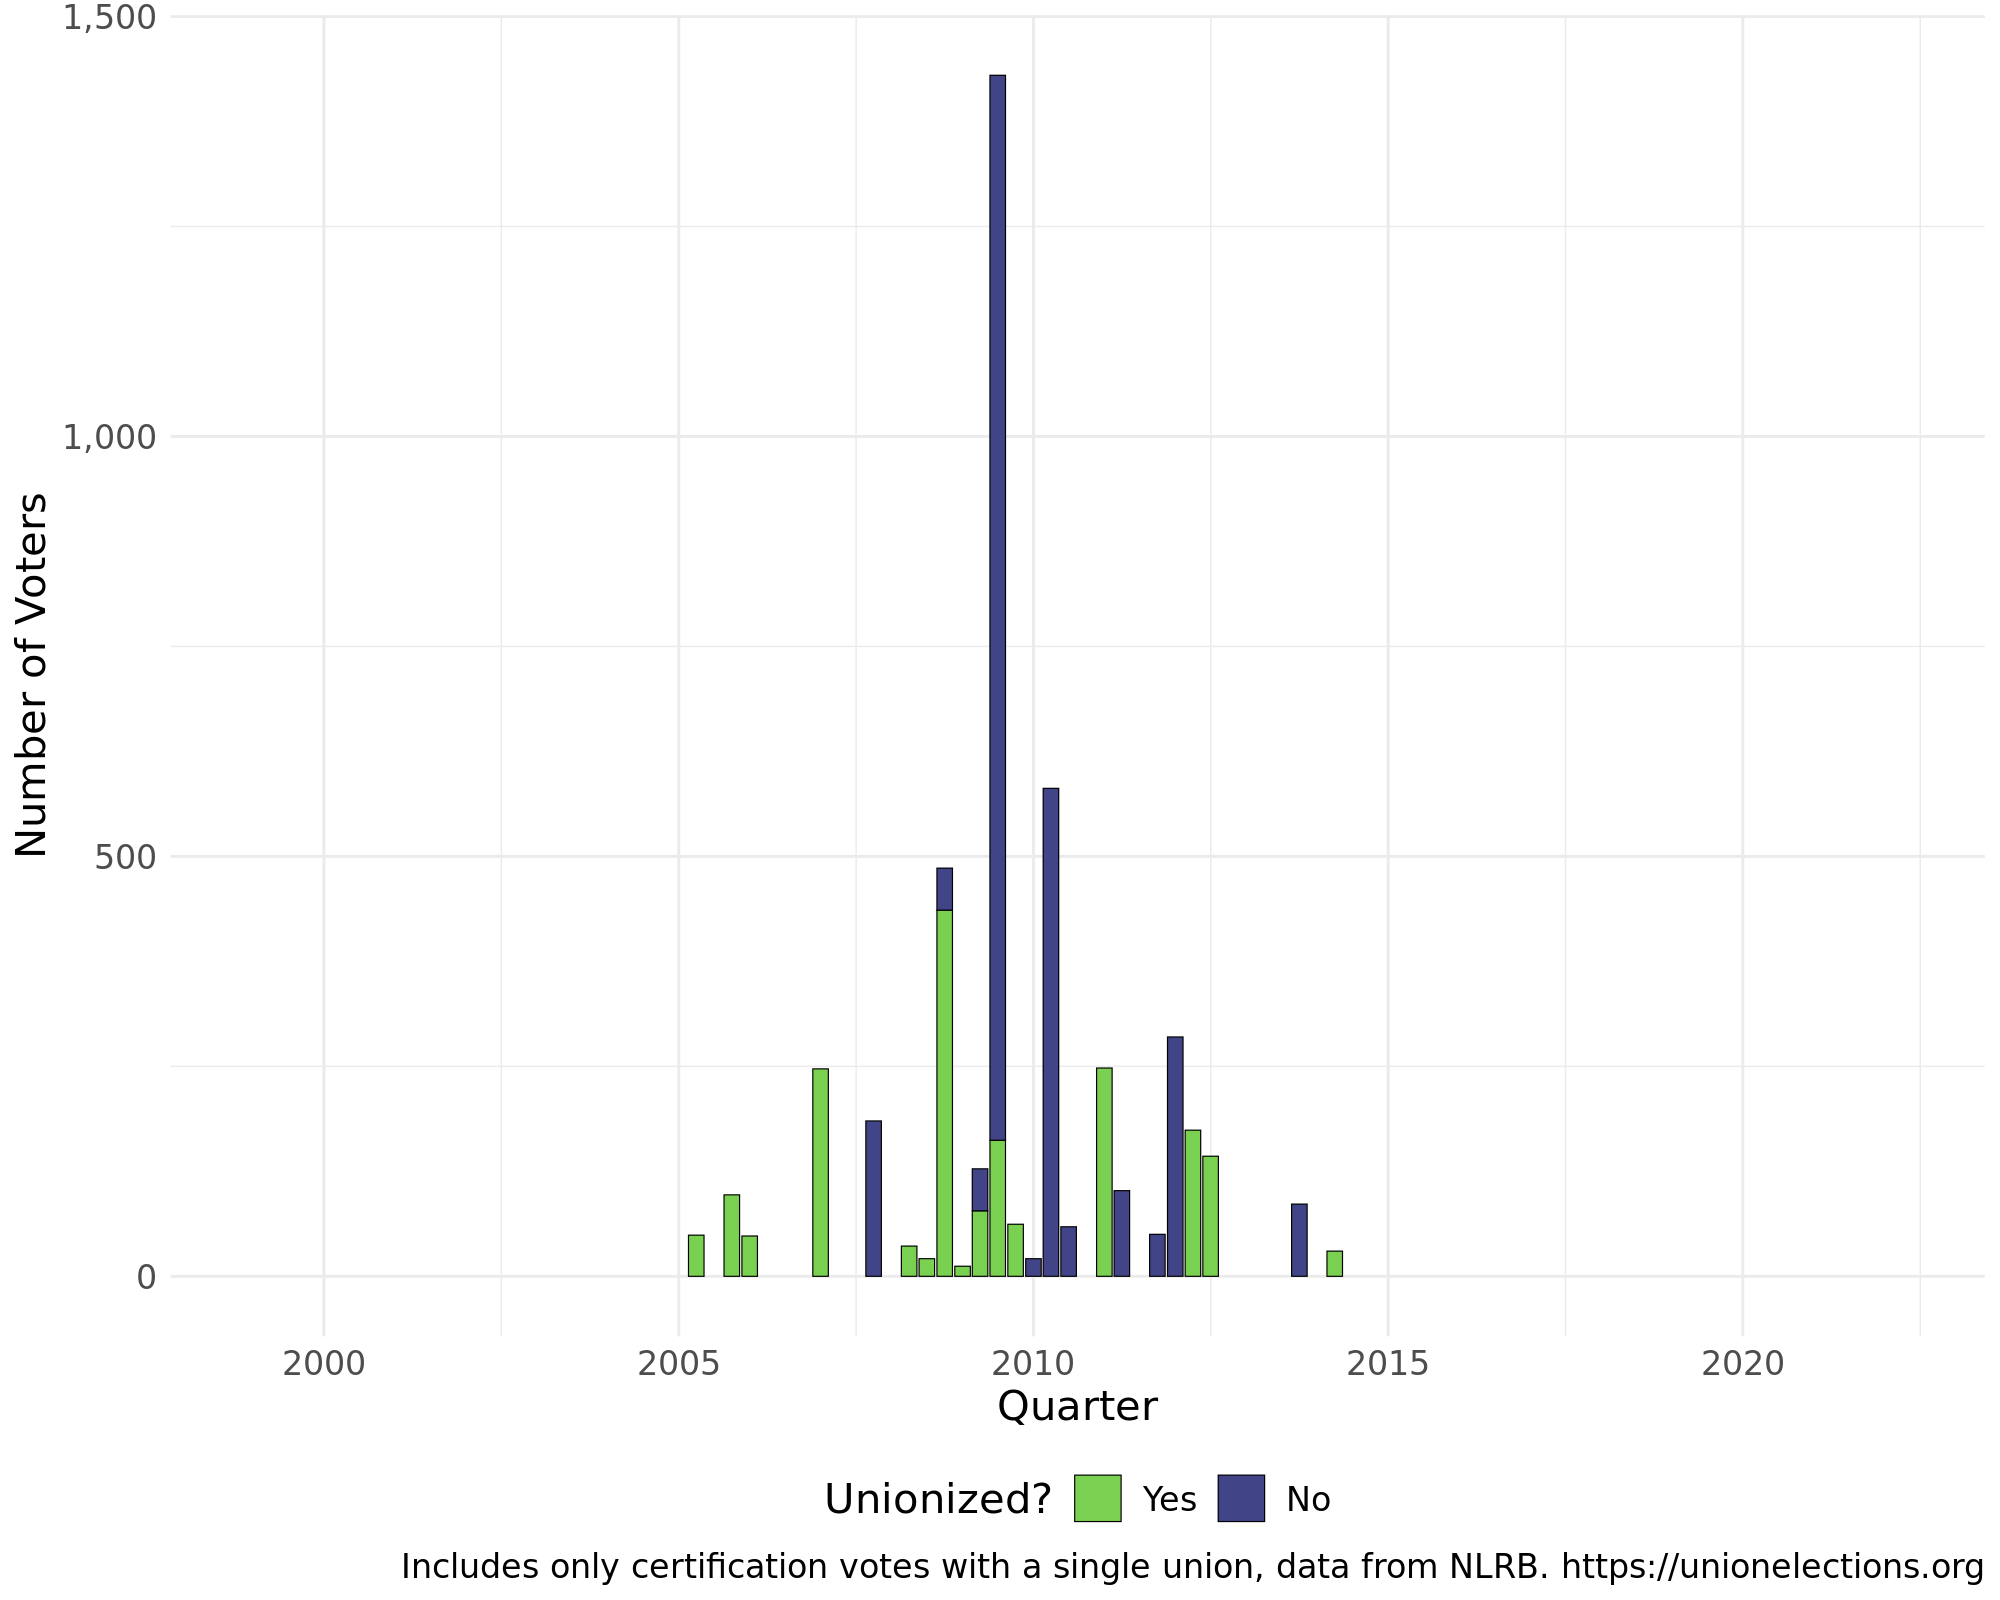 1,500
1,000
500
0
Number of Voters
2000 2005 2010 2015 2020
Quarter
Unionized? Yes No
Includes only certification votes with a single union, data from NLRB. https://unionelections.org